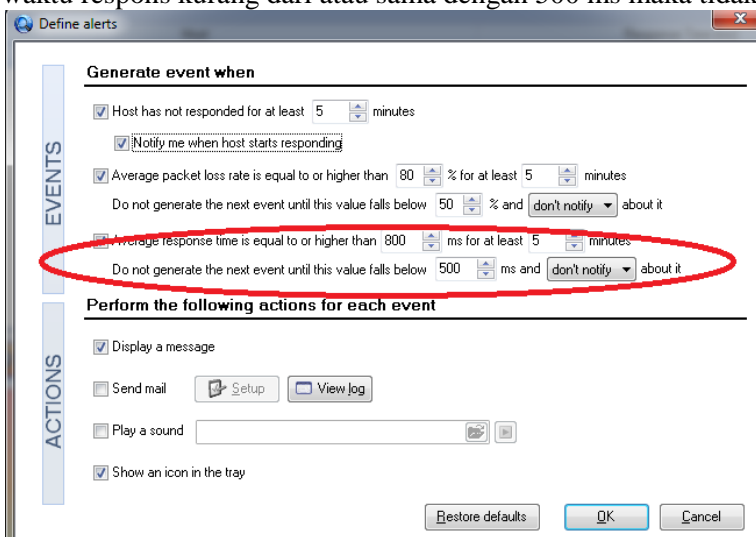 waktu respons kurang dari atau sama dengan 500 ms maka tidak
Define alerts
Generate event when
Host has not responded for at least 5 minutes
Notify me when host starts responding
Average packet loss rate is equal to or higher than 80 % for at least 5 minutes
Do not generate the next event until this value falls below 50 % and don't notify about it
Average response time is equal to or higher than 800 ms for at least 5 minutes
Do not generate the next event until this value falls below 500 ms and don't notify about it
EVENTS
Perform the following actions for each event
Display a message
Send mail Setup View log
Play a sound
Show an icon in the tray
ACTIONS
Restore defaults OK Cancel